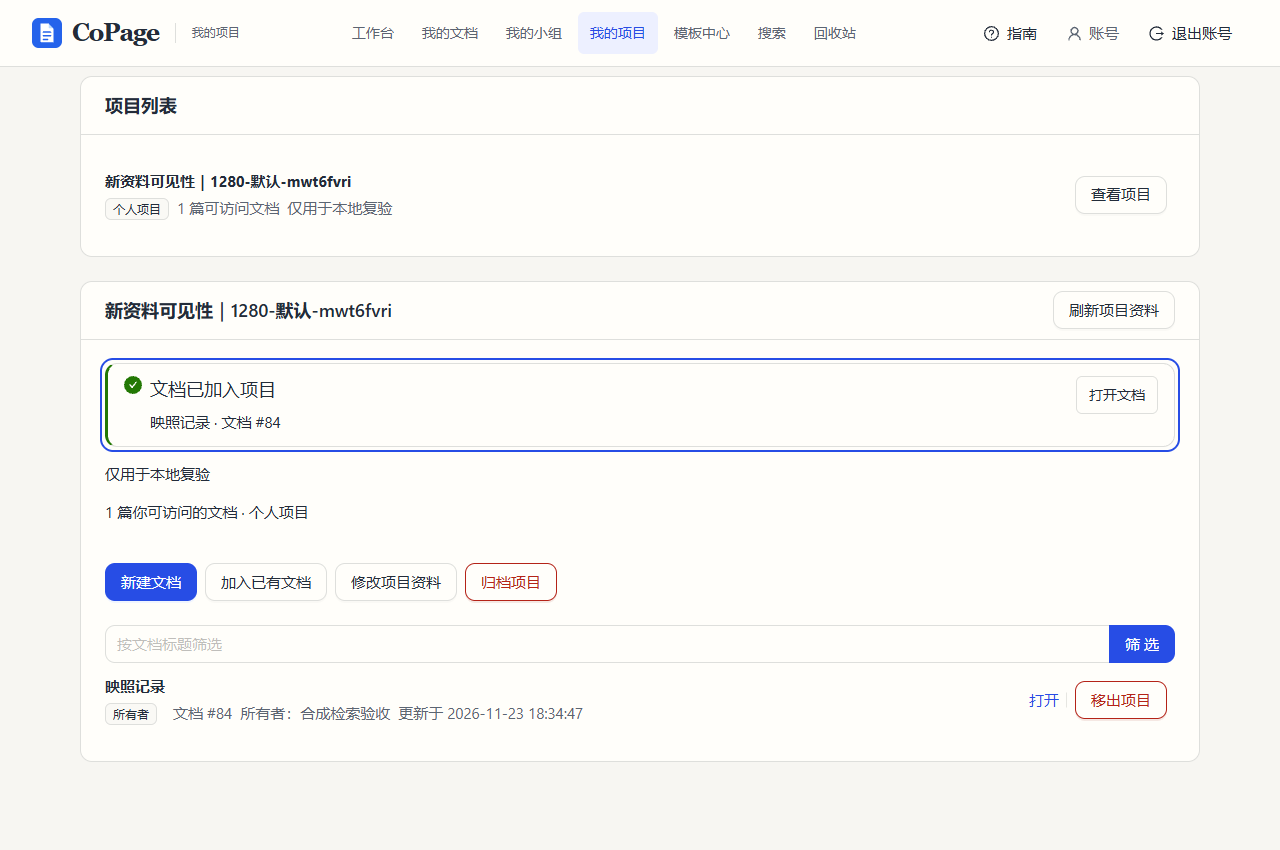 CoPage 我的项目 工作台 我的文档 我的小组 我的项目 模板中心 搜索 回收站 指南 账号 退出账号
项目列表
新资料可见性 | 1280-默认-mwt6fvri
个人项目 1 篇可访问文档 仅用于本地复验
查看项目
新资料可见性 | 1280-默认-mwt6fvri
刷新项目资料
文档已加入项目
映照记录 · 文档 #84
打开文档
仅用于本地复验
1 篇你可访问的文档 · 个人项目
新建文档 加入已有文档 修改项目资料 归档项目
按文档标题筛选 筛 选
映照记录
所有者 文档 #84 所有者：合成检索验收 更新于 2026-11-23 18:34:47
打开 移出项目